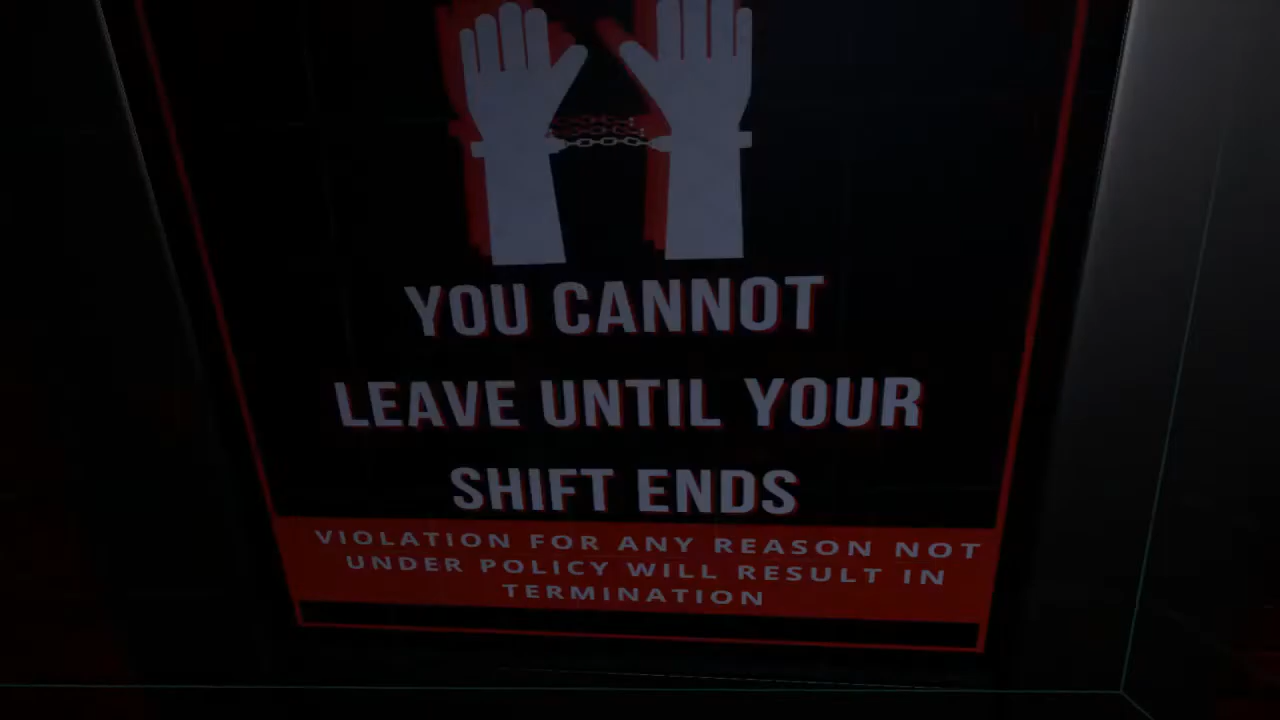 YOU CANNOT
LEAVE UNTIL YOUR
SHIFT ENDS
VIOLATION FOR ANY REASON NOT
UNDER POLICY WILL RESULT IN
TERMINATION